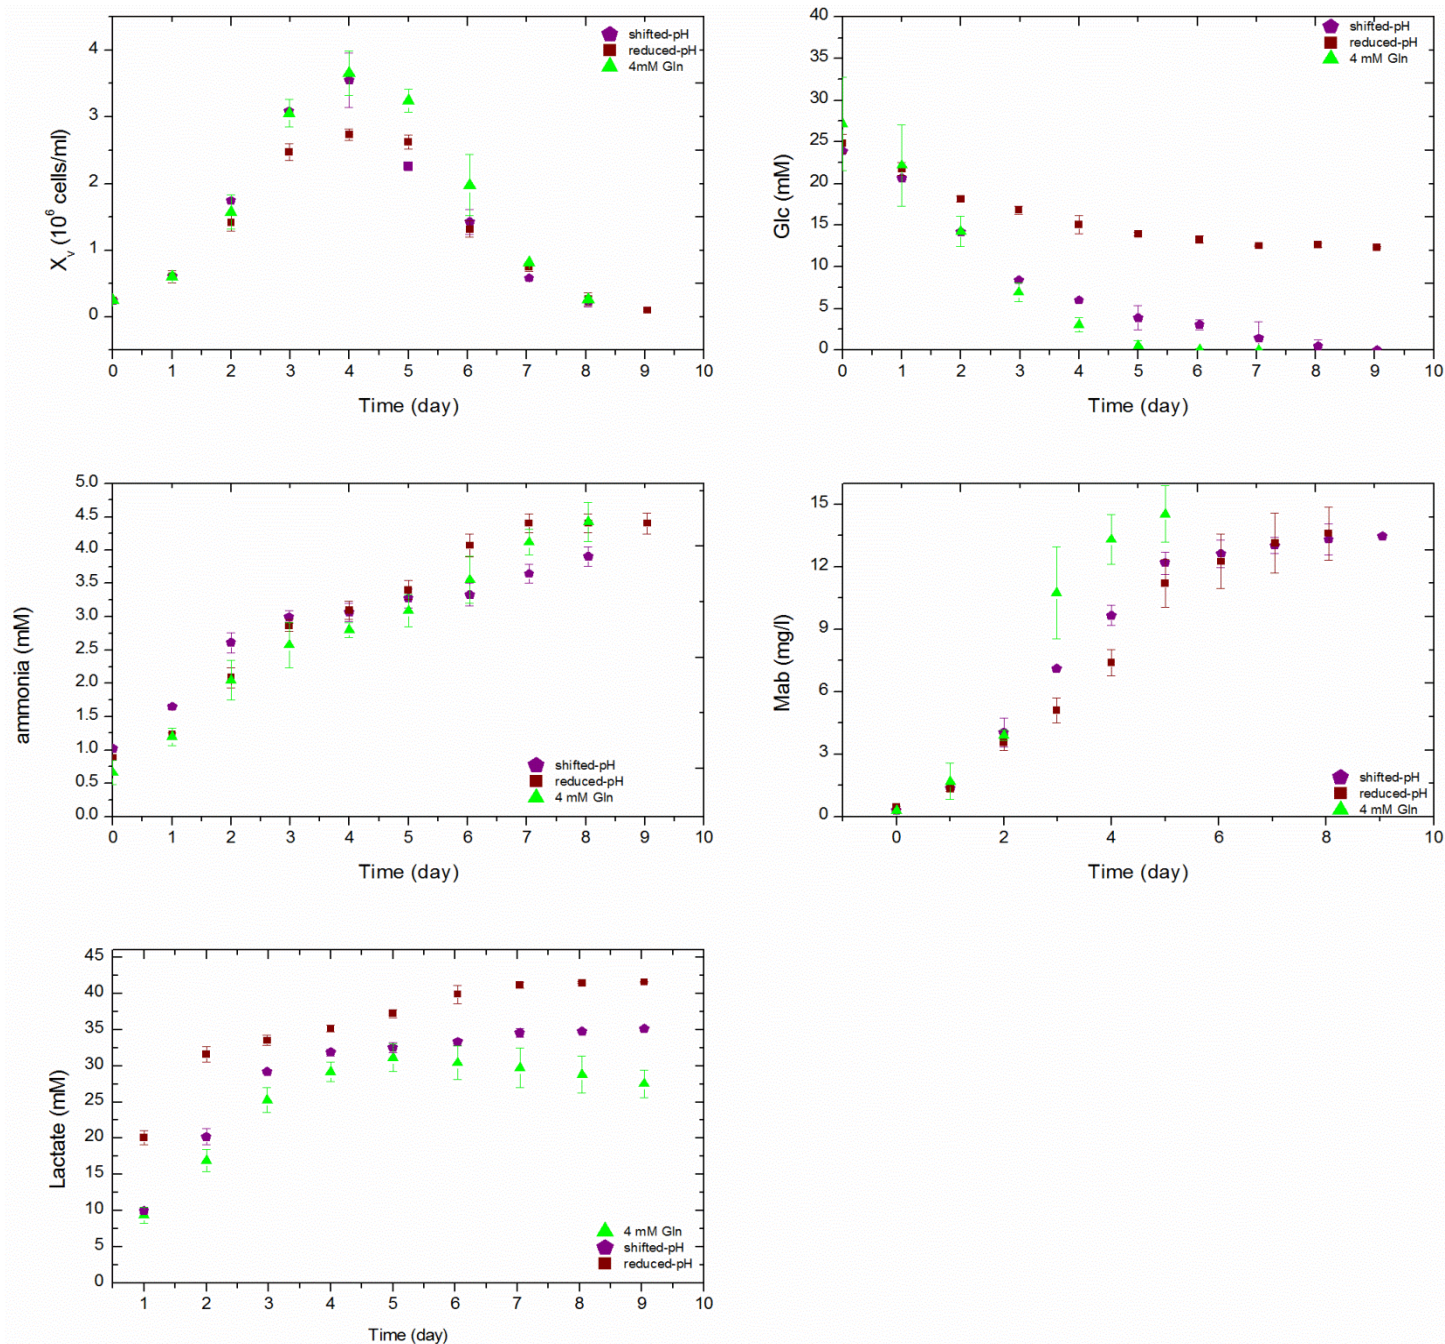 4
3
2
1
0
X_v (10^6 cells/ml)
shifted-pH
reduced-pH
4mM Gln
0 1 2 3 4 5 6 7 8 9 10
Time (day)
40
35
30
25
20
15
10
5
0
Glc (mM)
shifted-pH
reduced-pH
4 mM Gln
0 1 2 3 4 5 6 7 8 9 10
Time (day)
5.0
4.5
4.0
3.5
3.0
2.5
2.0
1.5
1.0
0.5
0.0
ammonia (mM)
shifted-pH
reduced-pH
4 mM Gln
0 1 2 3 4 5 6 7 8 9 10
Time (day)
15
12
9
6
3
0
Mab (mg/l)
shifted-pH
reduced-pH
4 mM Gln
0 2 4 6 8 10
Time (day)
45
40
35
30
25
20
15
10
5
0
Lactate (mM)
4 mM Gln
shifted-pH
reduced-pH
1 2 3 4 5 6 7 8 9 10
Time (day)